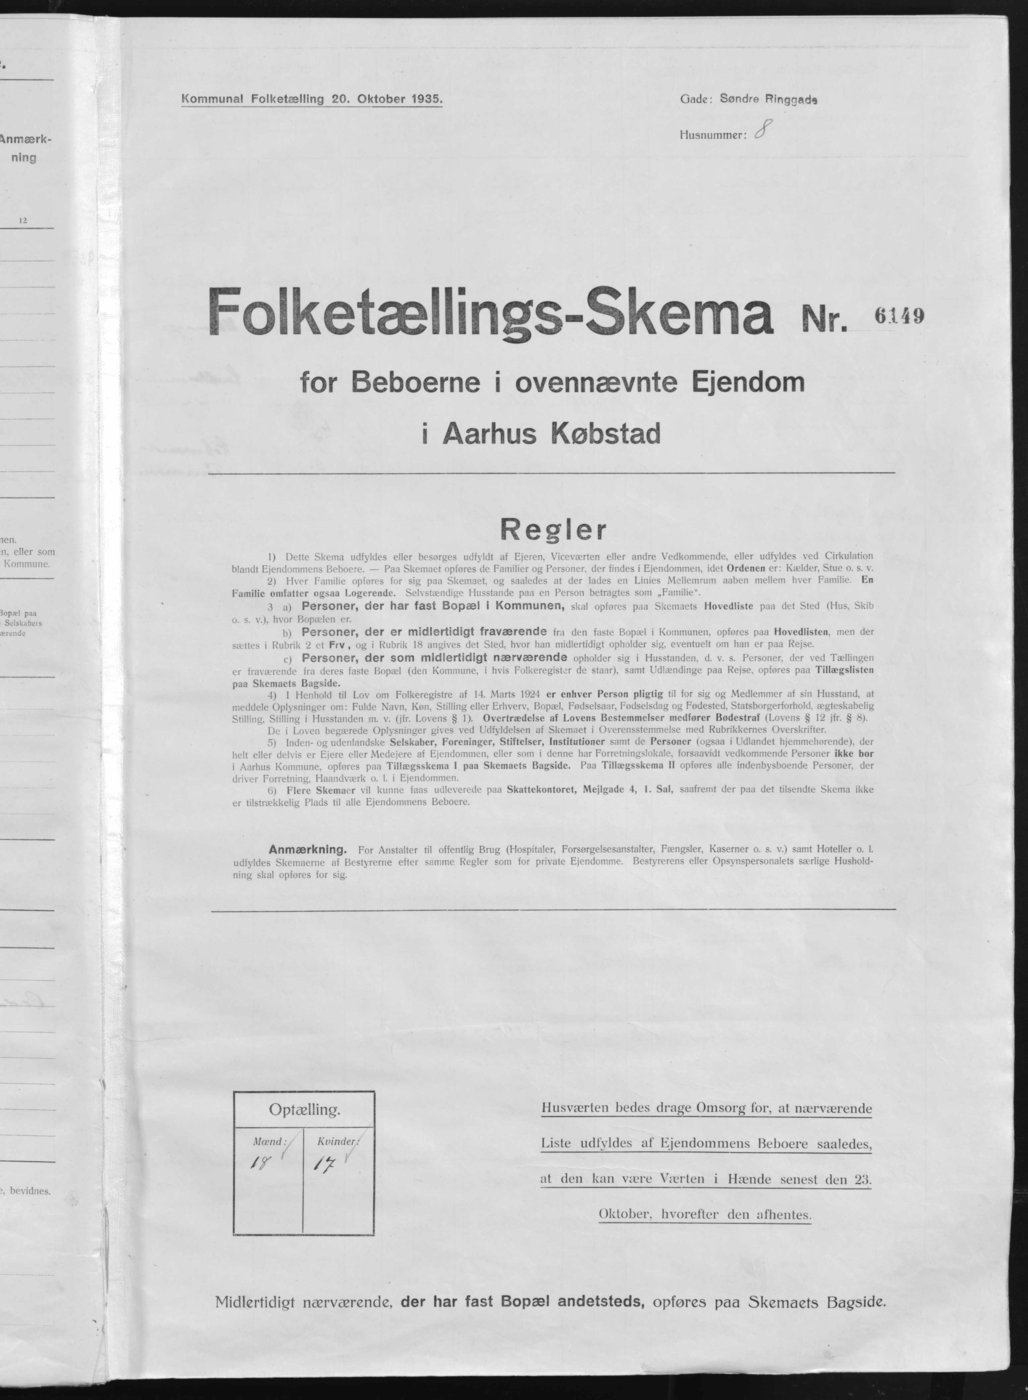 Kommunal Folketælling 20. Oktober 1935.
Gade: Søndre Ringgade
Husnummer: 8
Folketællings-Skema Nr. 6149
for Beboerne i ovennævnte Ejendom
i Aarhus Købstad
Regler
1) Dette Skema udfyldes eller besørges udfyldt af Ejeren, Viceværten eller andre Vedkommende, eller udfyldes ved Cirkulation
blandt Ejendommens Beboere. — Paa Skemaet opføres de Familier og Personer, der findes i Ejendommen, idet Ordenen er: Kælder, Stue o. s. v.
2) Hver Familie opføres for sig paa Skemaet, og saaledes at der lades en Linies Mellemrum aaben mellem hver Familie. En
Familie omfatter ogsaa Logerende. Selvstændige Husstande paa en Person betragtes som „Familie".
3 a) Personer, der har fast Bopæl i Kommunen, skal opføres paa Skemaets Hovedliste paa det Sted (Hus, Skib
o. s. v.), hvor Bopælen er.
b) Personer, der er midlertidigt fraværende fra den faste Bopæl i Kommunen, opføres paa Hovedlisten, men der
sættes i Rubrik 2 et Frv., og i Rubrik 18 angives det Sted, hvor han midlertidigt opholder sig, eventuelt om han er paa Rejse.
c) Personer, der som midlertidigt nærværende opholder sig i Husstanden, d. v. s. Personer, der ved Tællingen
er fraværende fra deres faste Bopæl (den Kommune, i hvis Folkeregister de staar), samt Udlændinge paa Rejse, opføres paa Tillægslisten
paa Skemaets Bagside.
4) I Henhold til Lov om Folkeregistre af 14. Marts 1924 er enhver Person pligtig til for sig og Medlemmer af sin Husstand, at
meddele Oplysninger om: Fulde Navn, Køn, Stilling eller Erhverv, Bopæl, Fødselsaar, Fødselsdag og Fødested, Statsborgerforhold, ægteskabelig
Stilling, Stilling i Husstanden m. v. (jfr. Lovens § 1). Overtrædelse af Lovens Bestemmelser medfører Bødestraf (Lovens § 12 jfr. § 8).
De i Loven begærede Oplysninger gives ved Udfyldelsen af Skemaet i Overensstemmelse med Rubrikkernes Overskrifter.
5) Inden- og udenlandske Selskaber, Foreninger, Stiftelser, Institutioner samt de Personer (ogsaa i Udlandet hjemmehørende), der
helt eller delvis er Ejere eller Medejere af Ejendommen, eller som i denne har Forretningslokale, forsaavidt vedkommende Personer ikke bor
i Aarhus Kommune, opføres paa Tillægsskema I paa Skemaets Bagside. Paa Tillægsskema II opføres alle indenbysboende Personer, der
driver Forretning, Haandværk o. l. i Ejendommen.
6) Flere Skemaer vil kunne faas udleverede paa Skattekontoret, Mejlgade 4, 1. Sal, saafremt der paa det tilsendte Skema ikke
er tilstrækkelig Plads til alle Ejendommens Beboere.
Anmærkning. For Anstalter til offentlig Brug (Hospitaler, Forsørgelsesanstalter, Fængsler, Kaserner o. s. v.) samt Hoteller o. l.
udfyldes Skemaerne af Bestyrerne efter samme Regler som for private Ejendomme. Bestyrerens eller Opsynspersonalets særlige Hushold-
ning skal opføres for sig.
Optælling.
Mænd: Kvinder:
18 17
Husværten bedes drage Omsorg for, at nærværende
Liste udfyldes af Ejendommens Beboere saaledes,
at den kan være Værten i Hænde senest den 23.
Oktober, hvorefter den afhentes.
Midlertidigt nærværende, der har fast Bopæl andetsteds, opføres paa Skemaets Bagside.
Anmærk-
ning
12
n, eller som
Kommune.
Bopæl paa
Selskabers
bevidnes.